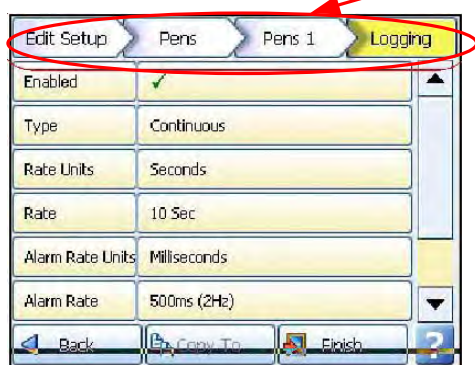 Edit Setup Pens Pens 1 Logging
Enabled ✓
Type Continuous
Rate Units Seconds
Rate 10 Sec
Alarm Rate Units Milliseconds
Alarm Rate 500ms (2Hz)
Back Copy To Finish ?